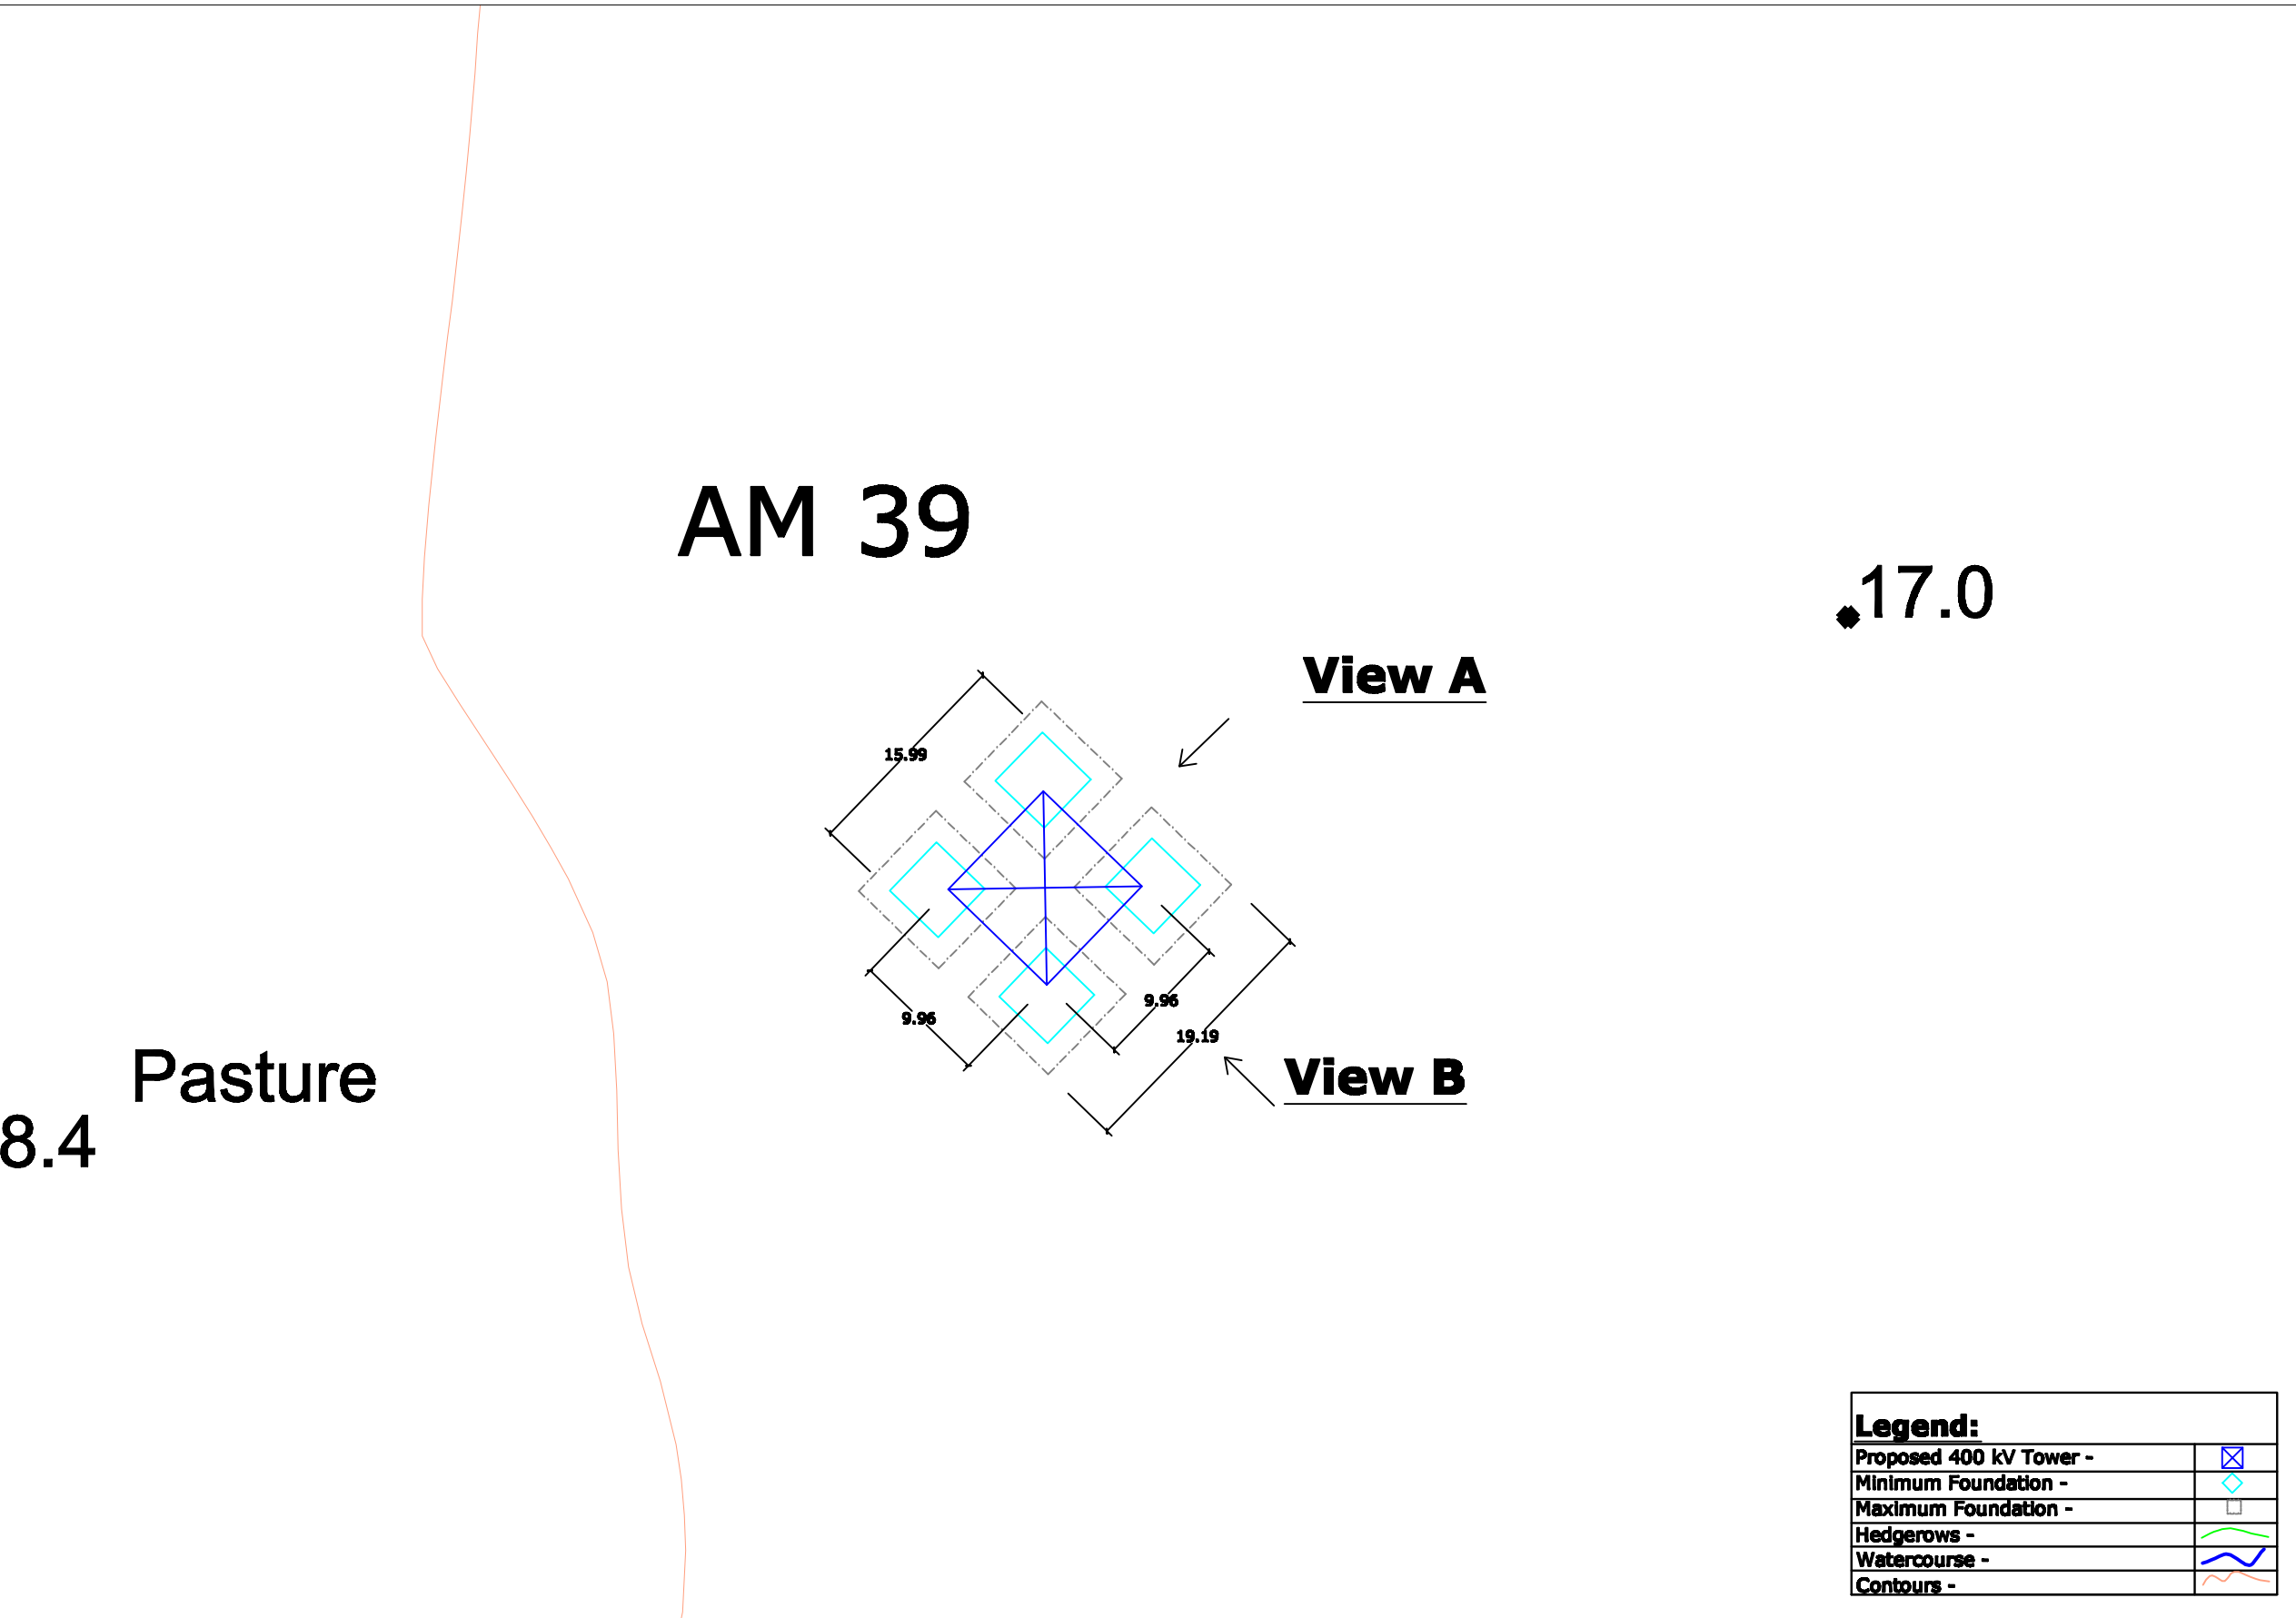 AM 39
17.0
View A
15.99
9.96
9.96
19.19
View B
Pasture
8.4
Legend:
Proposed 400 kV Tower -
Minimum Foundation -
Maximum Foundation -
Hedgerows -
Watercourse -
Contours -